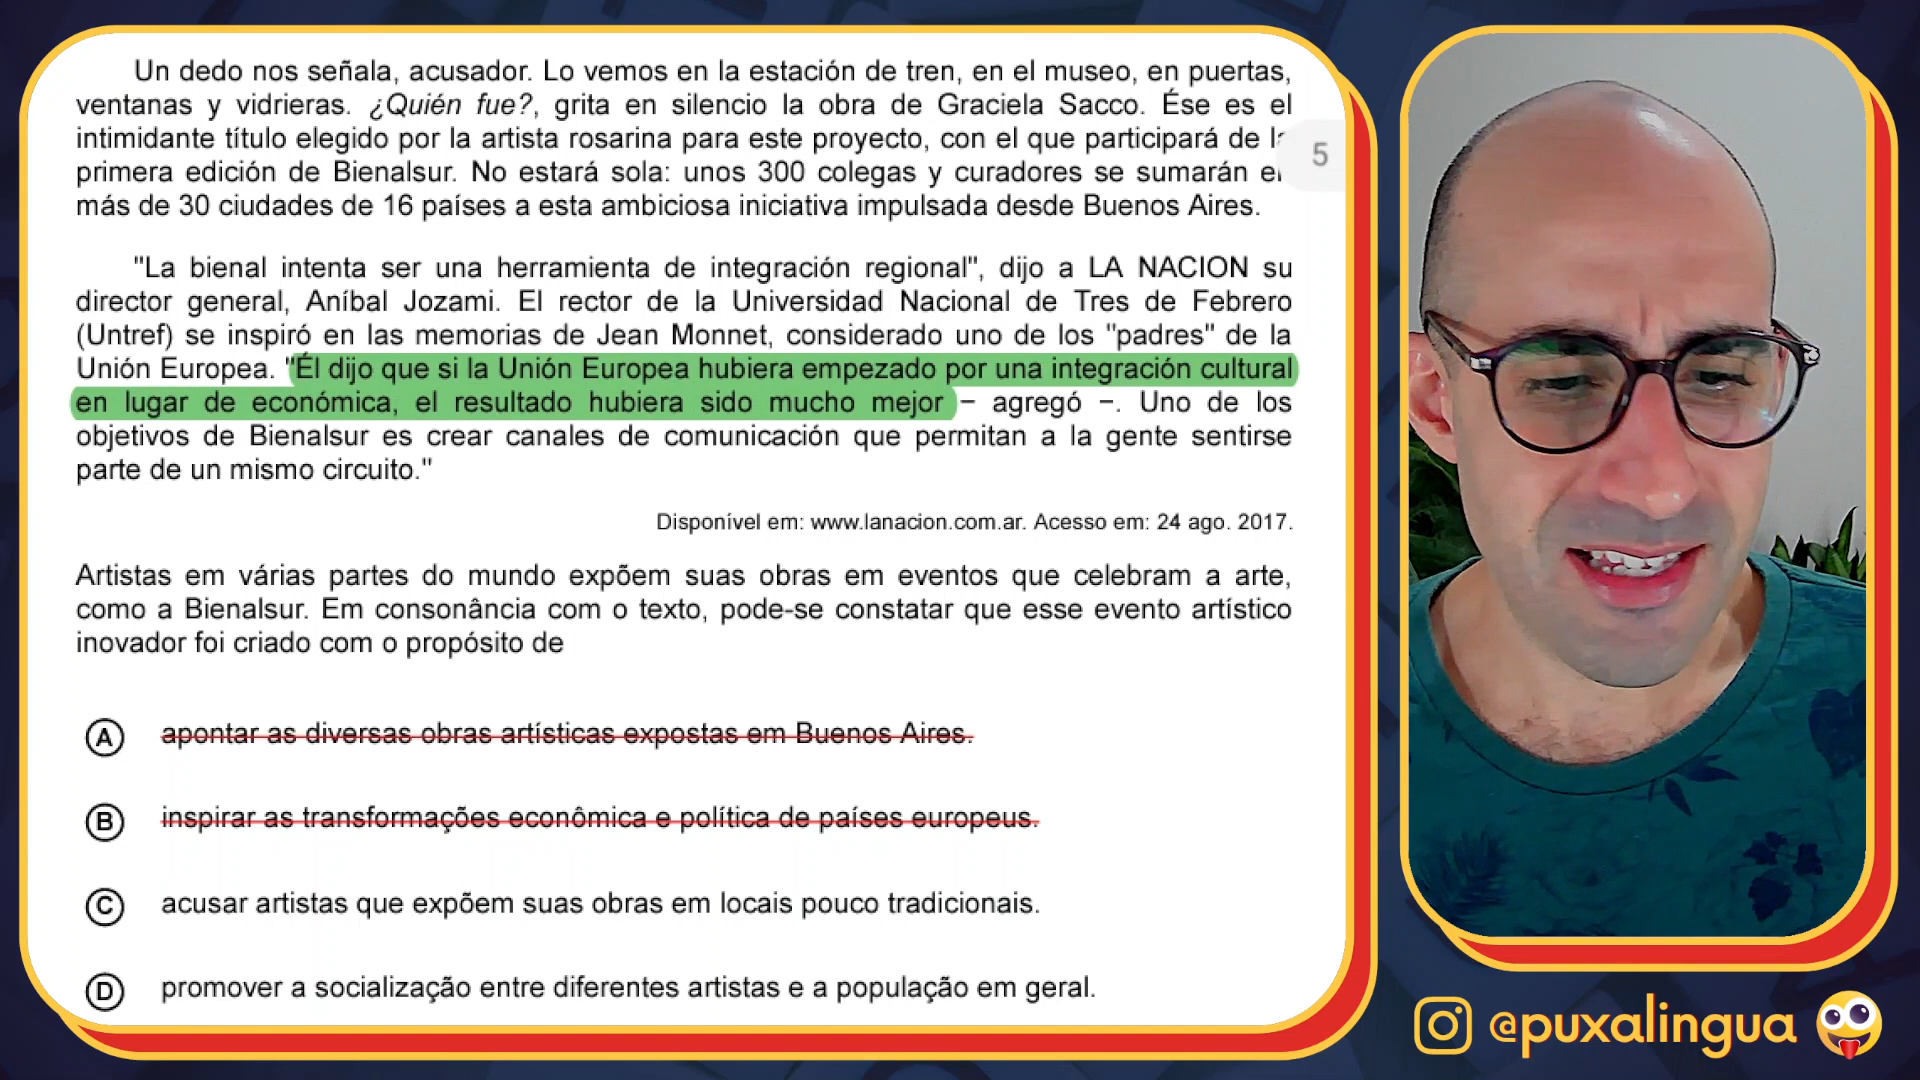 Un dedo nos señala, acusador. Lo vemos en la estación de tren, en el museo, en puertas,
ventanas y vidrieras. ¿Quién fue?, grita en silencio la obra de Graciela Sacco. Ése es el
intimidante título elegido por la artista rosarina para este proyecto, con el que participará de la
primera edición de Bienalsur. No estará sola: unos 300 colegas y curadores se sumarán en
más de 30 ciudades de 16 países a esta ambiciosa iniciativa impulsada desde Buenos Aires.
5
"La bienal intenta ser una herramienta de integración regional", dijo a LA NACION su
director general, Aníbal Jozami. El rector de la Universidad Nacional de Tres de Febrero
(Untref) se inspiró en las memorias de Jean Monnet, considerado uno de los "padres" de la
Unión Europea. "Él dijo que si la Unión Europea hubiera empezado por una integración cultural
en lugar de económica, el resultado hubiera sido mucho mejor – agregó –. Uno de los
objetivos de Bienalsur es crear canales de comunicación que permitan a la gente sentirse
parte de un mismo circuito."
Disponível em: www.lanacion.com.ar. Acesso em: 24 ago. 2017.
Artistas em várias partes do mundo expõem suas obras em eventos que celebram a arte,
como a Bienalsur. Em consonância com o texto, pode-se constatar que esse evento artístico
inovador foi criado com o propósito de
A apontar as diversas obras artísticas expostas em Buenos Aires.
B inspirar as transformações econômica e política de países europeus.
C acusar artistas que expõem suas obras em locais pouco tradicionais.
D promover a socialização entre diferentes artistas e a população em geral.
@puxalingua